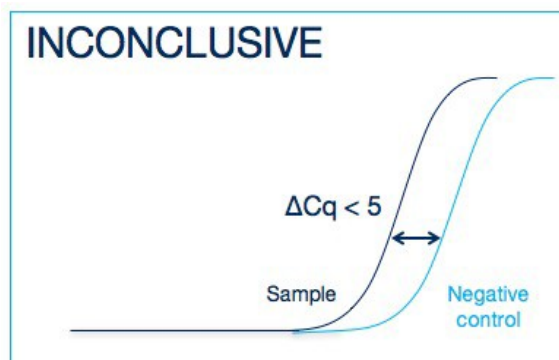 INCONCLUSIVE
ΔCq < 5
Sample
Negative
control